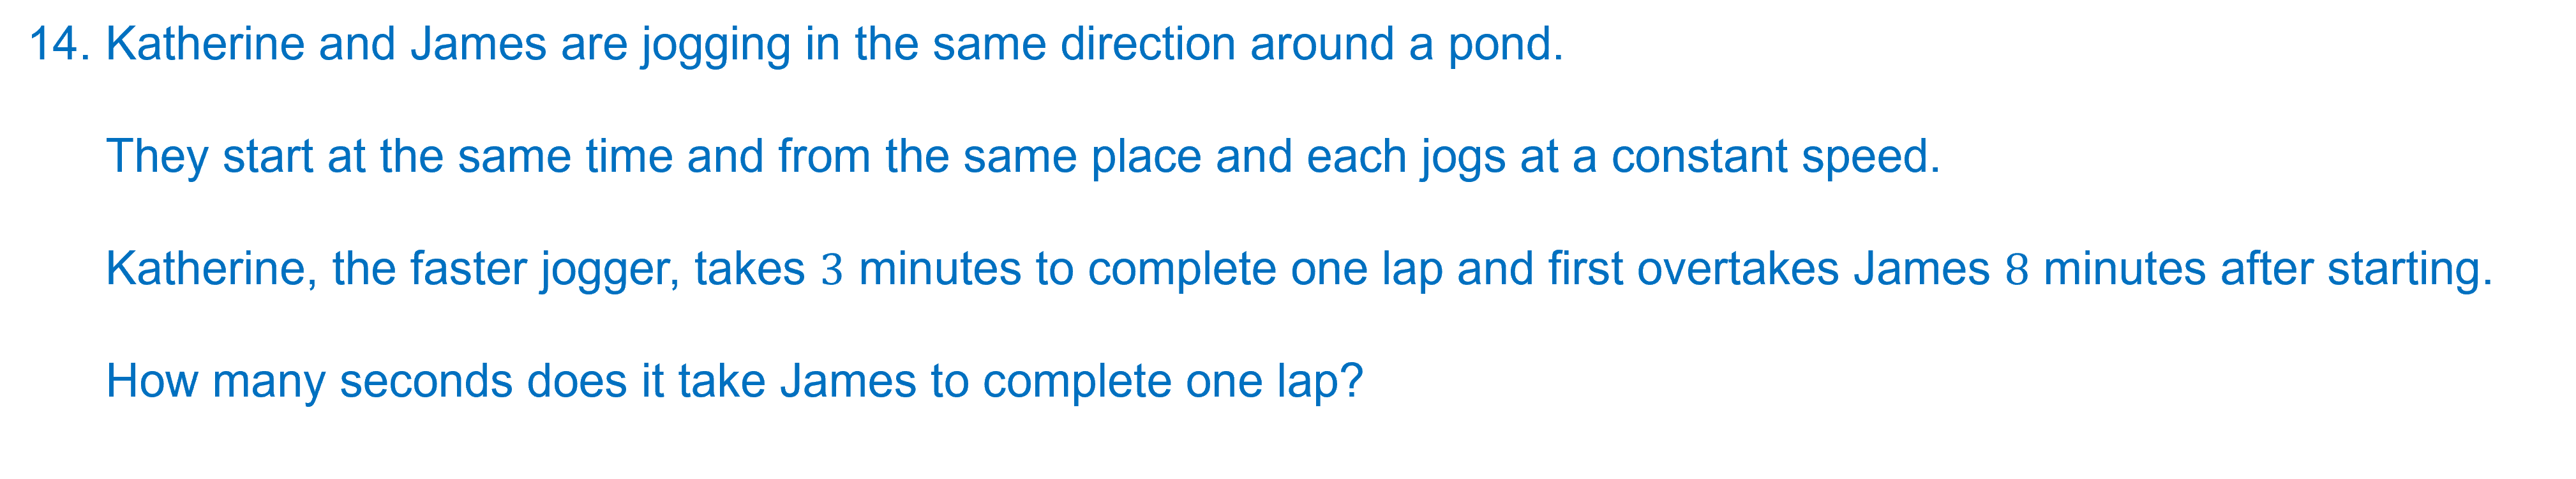 14. Katherine and James are jogging in the same direction around a pond.
They start at the same time and from the same place and each jogs at a constant speed.
Katherine, the faster jogger, takes 3 minutes to complete one lap and first overtakes James 8 minutes after starting.
How many seconds does it take James to complete one lap?